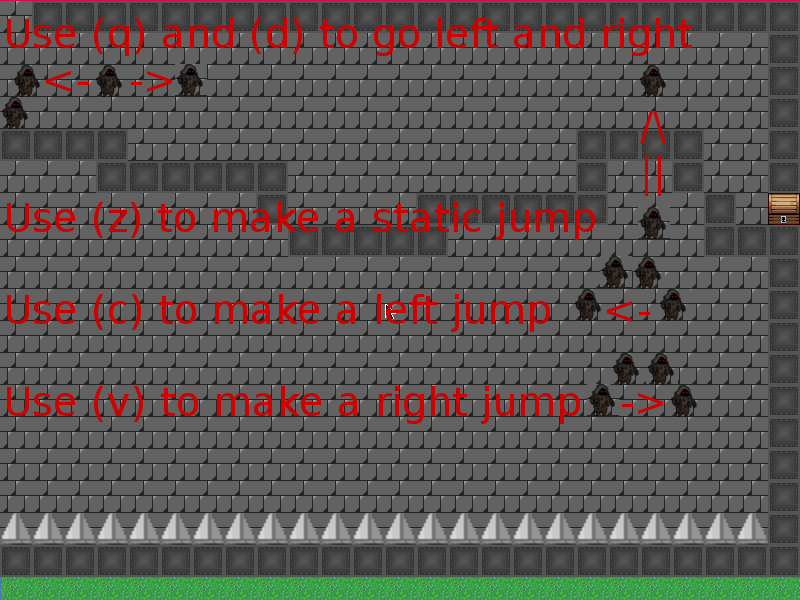 Use (q) and (d) to go left and right
<- ->
Use (z) to make a static jump
Use (c) to make a left jump <-
Use (v) to make a right jump ->